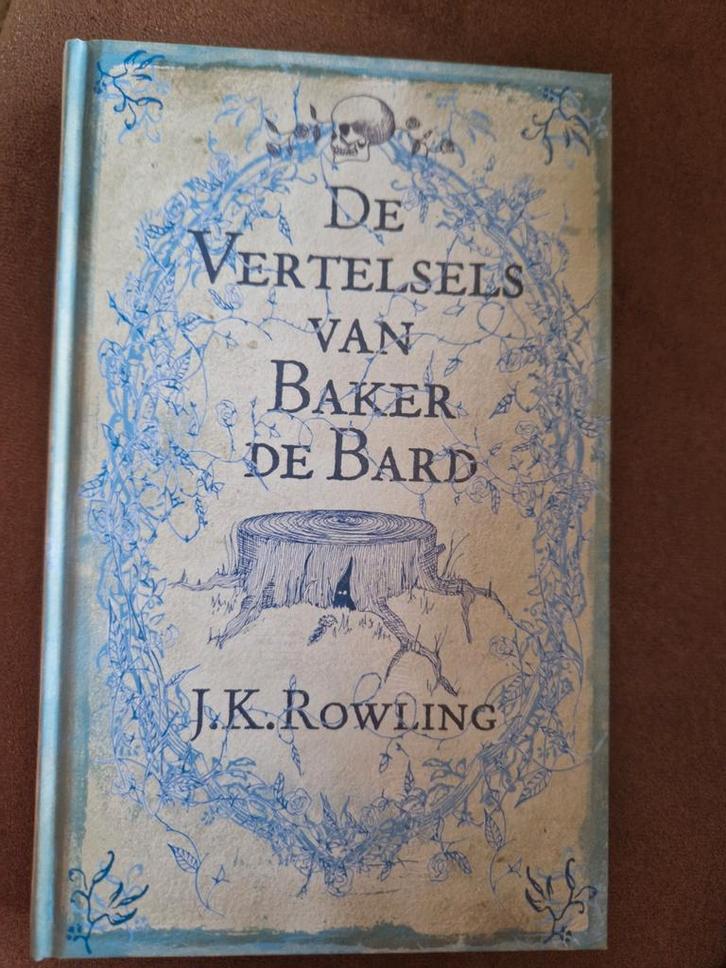 De
Vertelsels
van
Baker
de Bard
J.K. Rowling